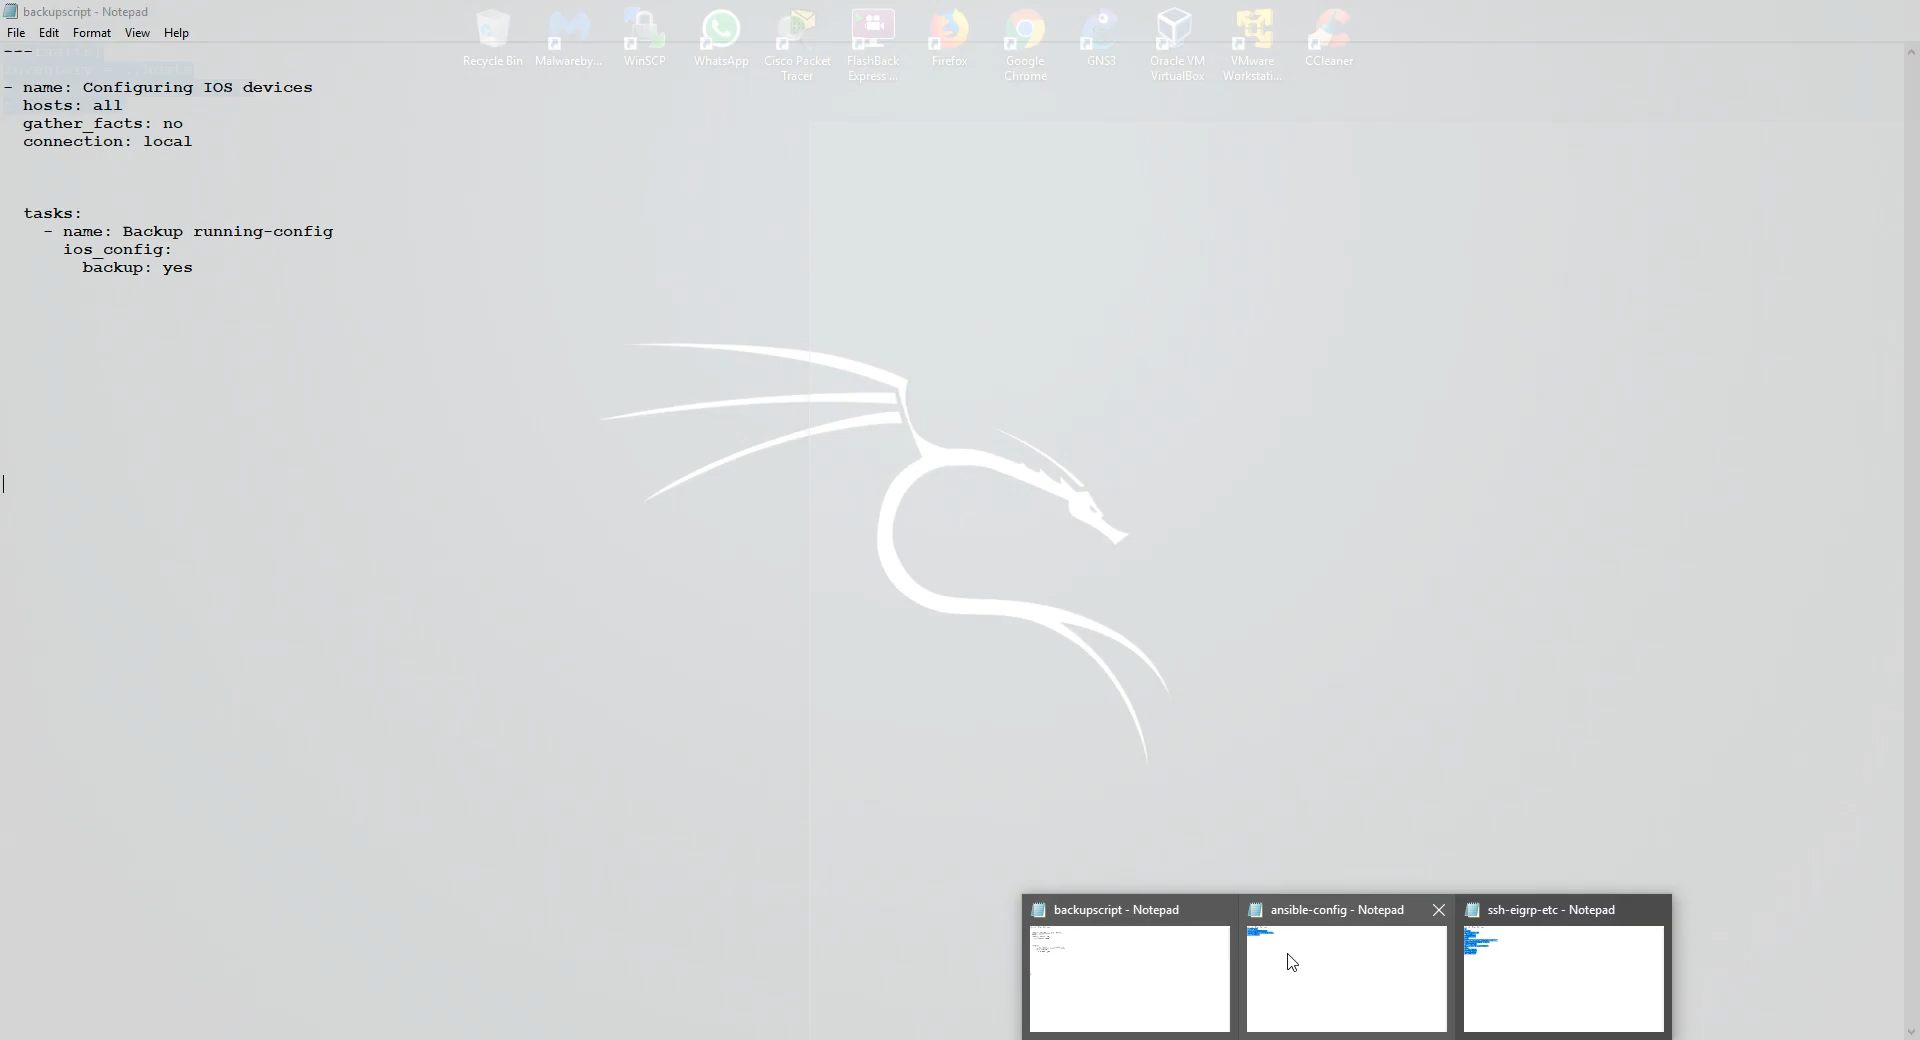 backupscript - Notepad
File Edit Format View Help
---
- name: Configuring IOS devices
hosts: all
gather_facts: no
connection: local
tasks:
- name: Backup running-config
ios_config:
backup: yes
Recycle Bin
Malwareby...
WinSCP
WhatsApp
Cisco Packet
Tracer
FlashBack
Express ...
Firefox
Google
Chrome
GNS3
Oracle VM
VirtualBox
VMware
Workstati...
CCleaner
backupscript - Notepad
ansible-config - Notepad
ssh-eigrp-etc - Notepad